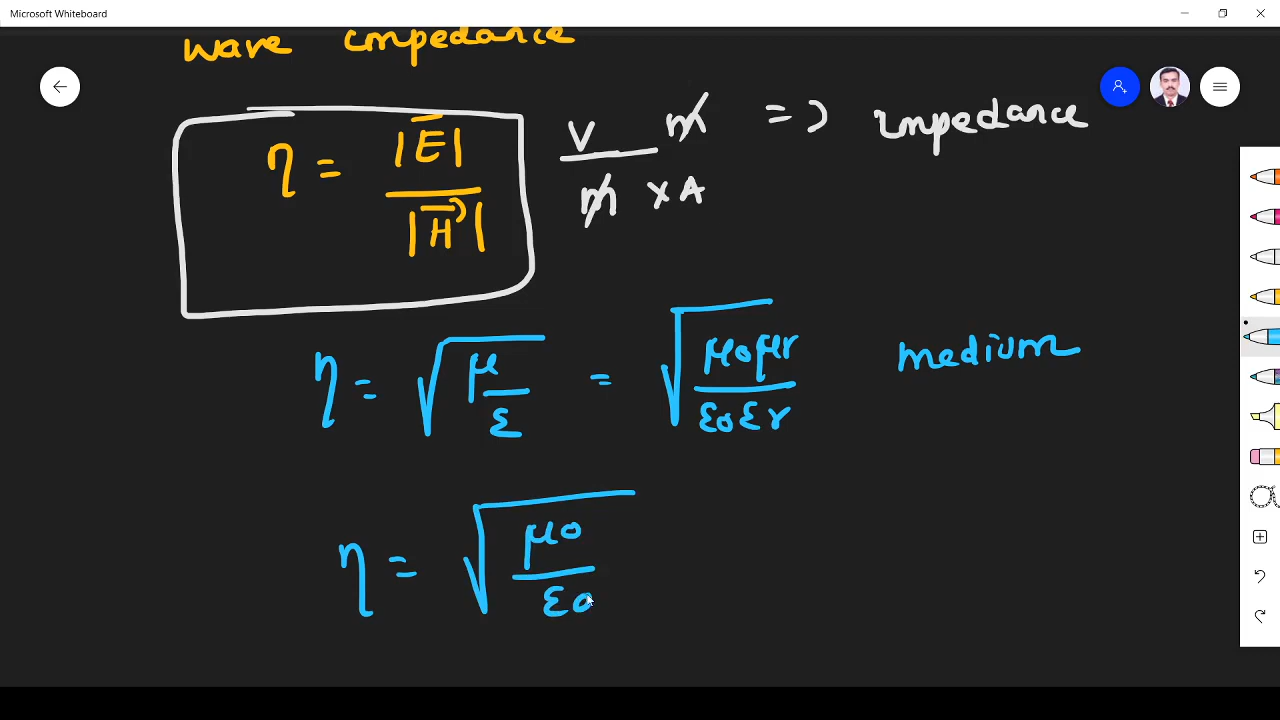 Microsoft Whiteboard
wave impedance
η = |E| / |H| V m / m × A => impedance
η = √(μ/ε) = √(μ0μr/ε0εr) medium
η = √(μ0/ε0)